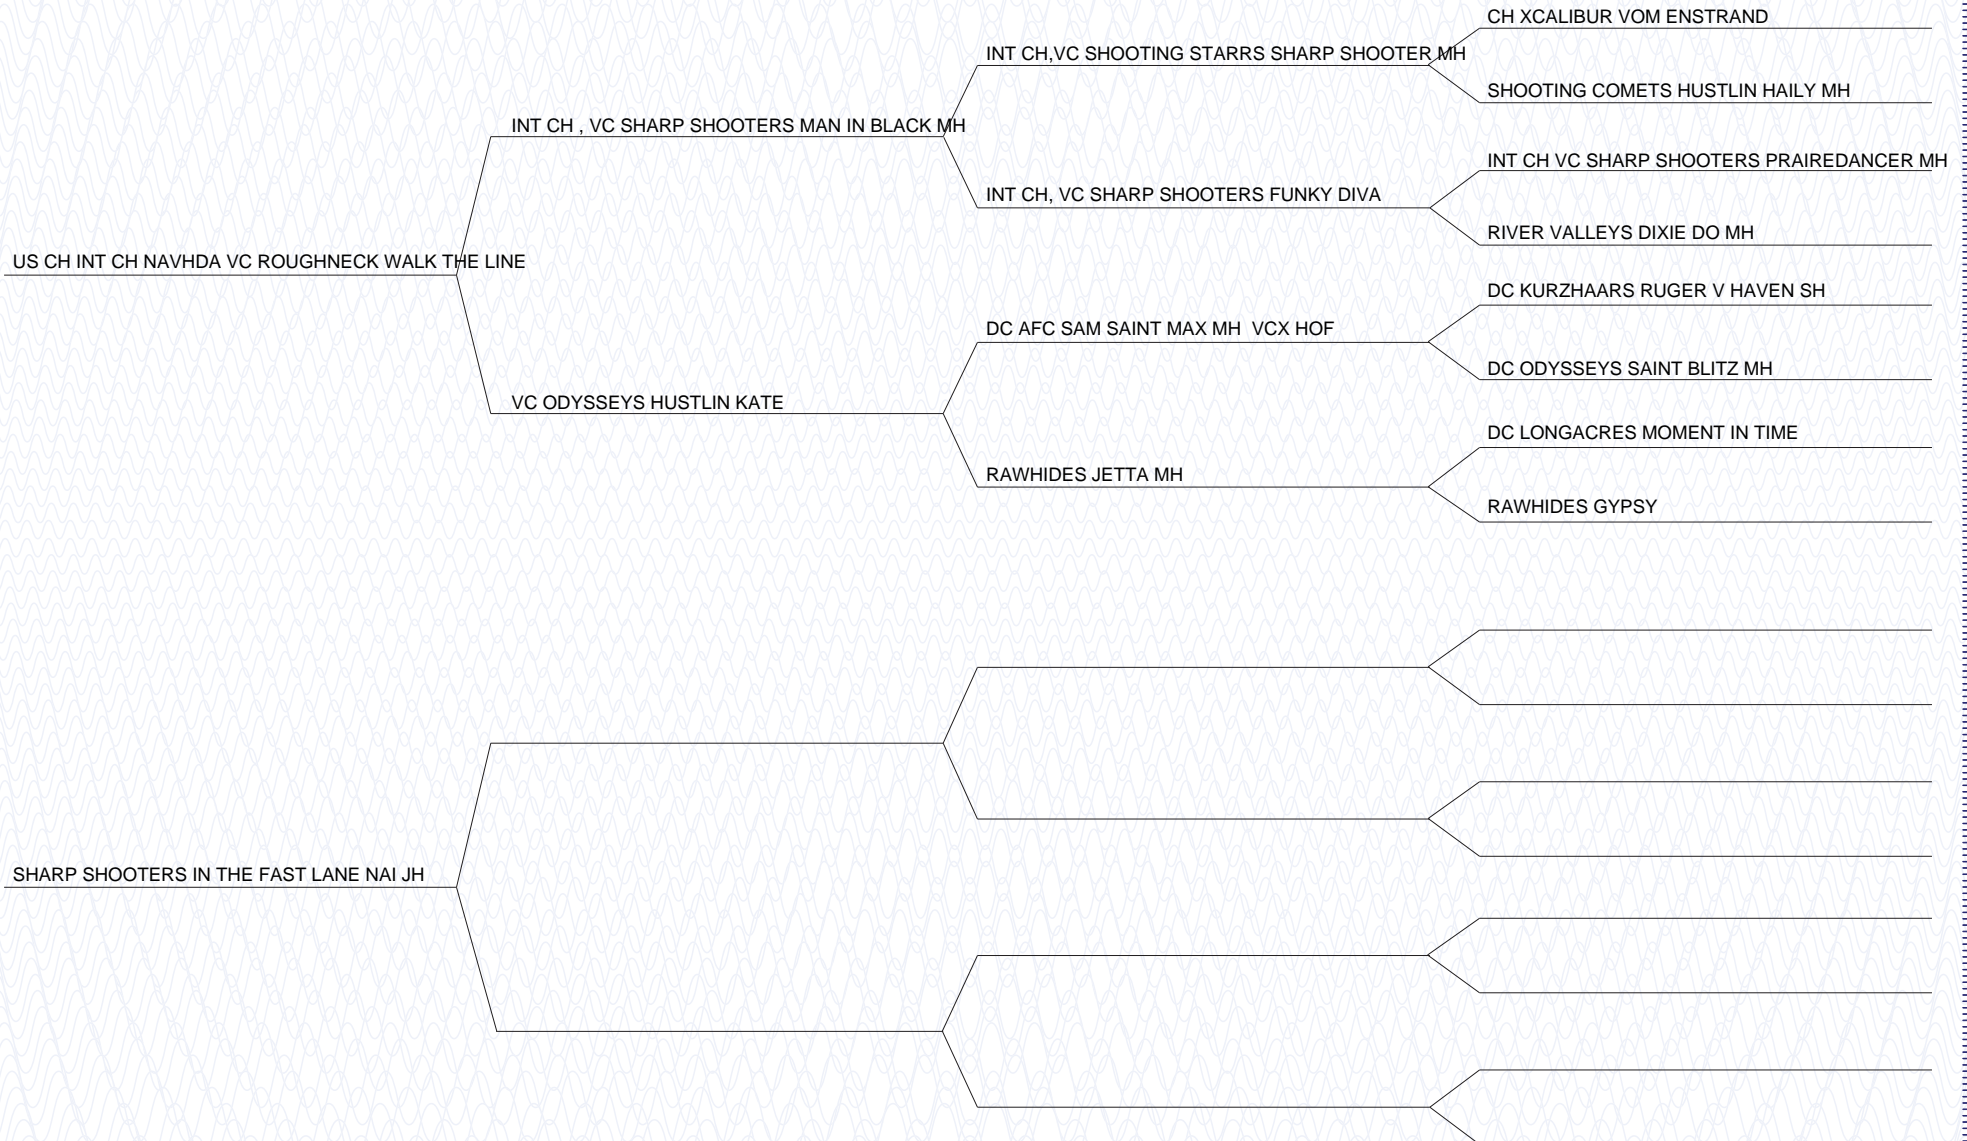 CH XCALIBUR VOM ENSTRAND
INT CH,VC SHOOTING STARRS SHARP SHOOTER MH
SHOOTING COMETS HUSTLIN HAILY MH
INT CH , VC SHARP SHOOTERS MAN IN BLACK MH
INT CH VC SHARP SHOOTERS PRAIREDANCER MH
INT CH, VC SHARP SHOOTERS FUNKY DIVA
RIVER VALLEYS DIXIE DO MH
US CH INT CH NAVHDA VC ROUGHNECK WALK THE LINE
DC KURZHAARS RUGER V HAVEN SH
DC AFC SAM SAINT MAX MH  VCX HOF
DC ODYSSEYS SAINT BLITZ MH
VC ODYSSEYS HUSTLIN KATE
DC LONGACRES MOMENT IN TIME
RAWHIDES JETTA MH
RAWHIDES GYPSY
SHARP SHOOTERS IN THE FAST LANE NAI JH